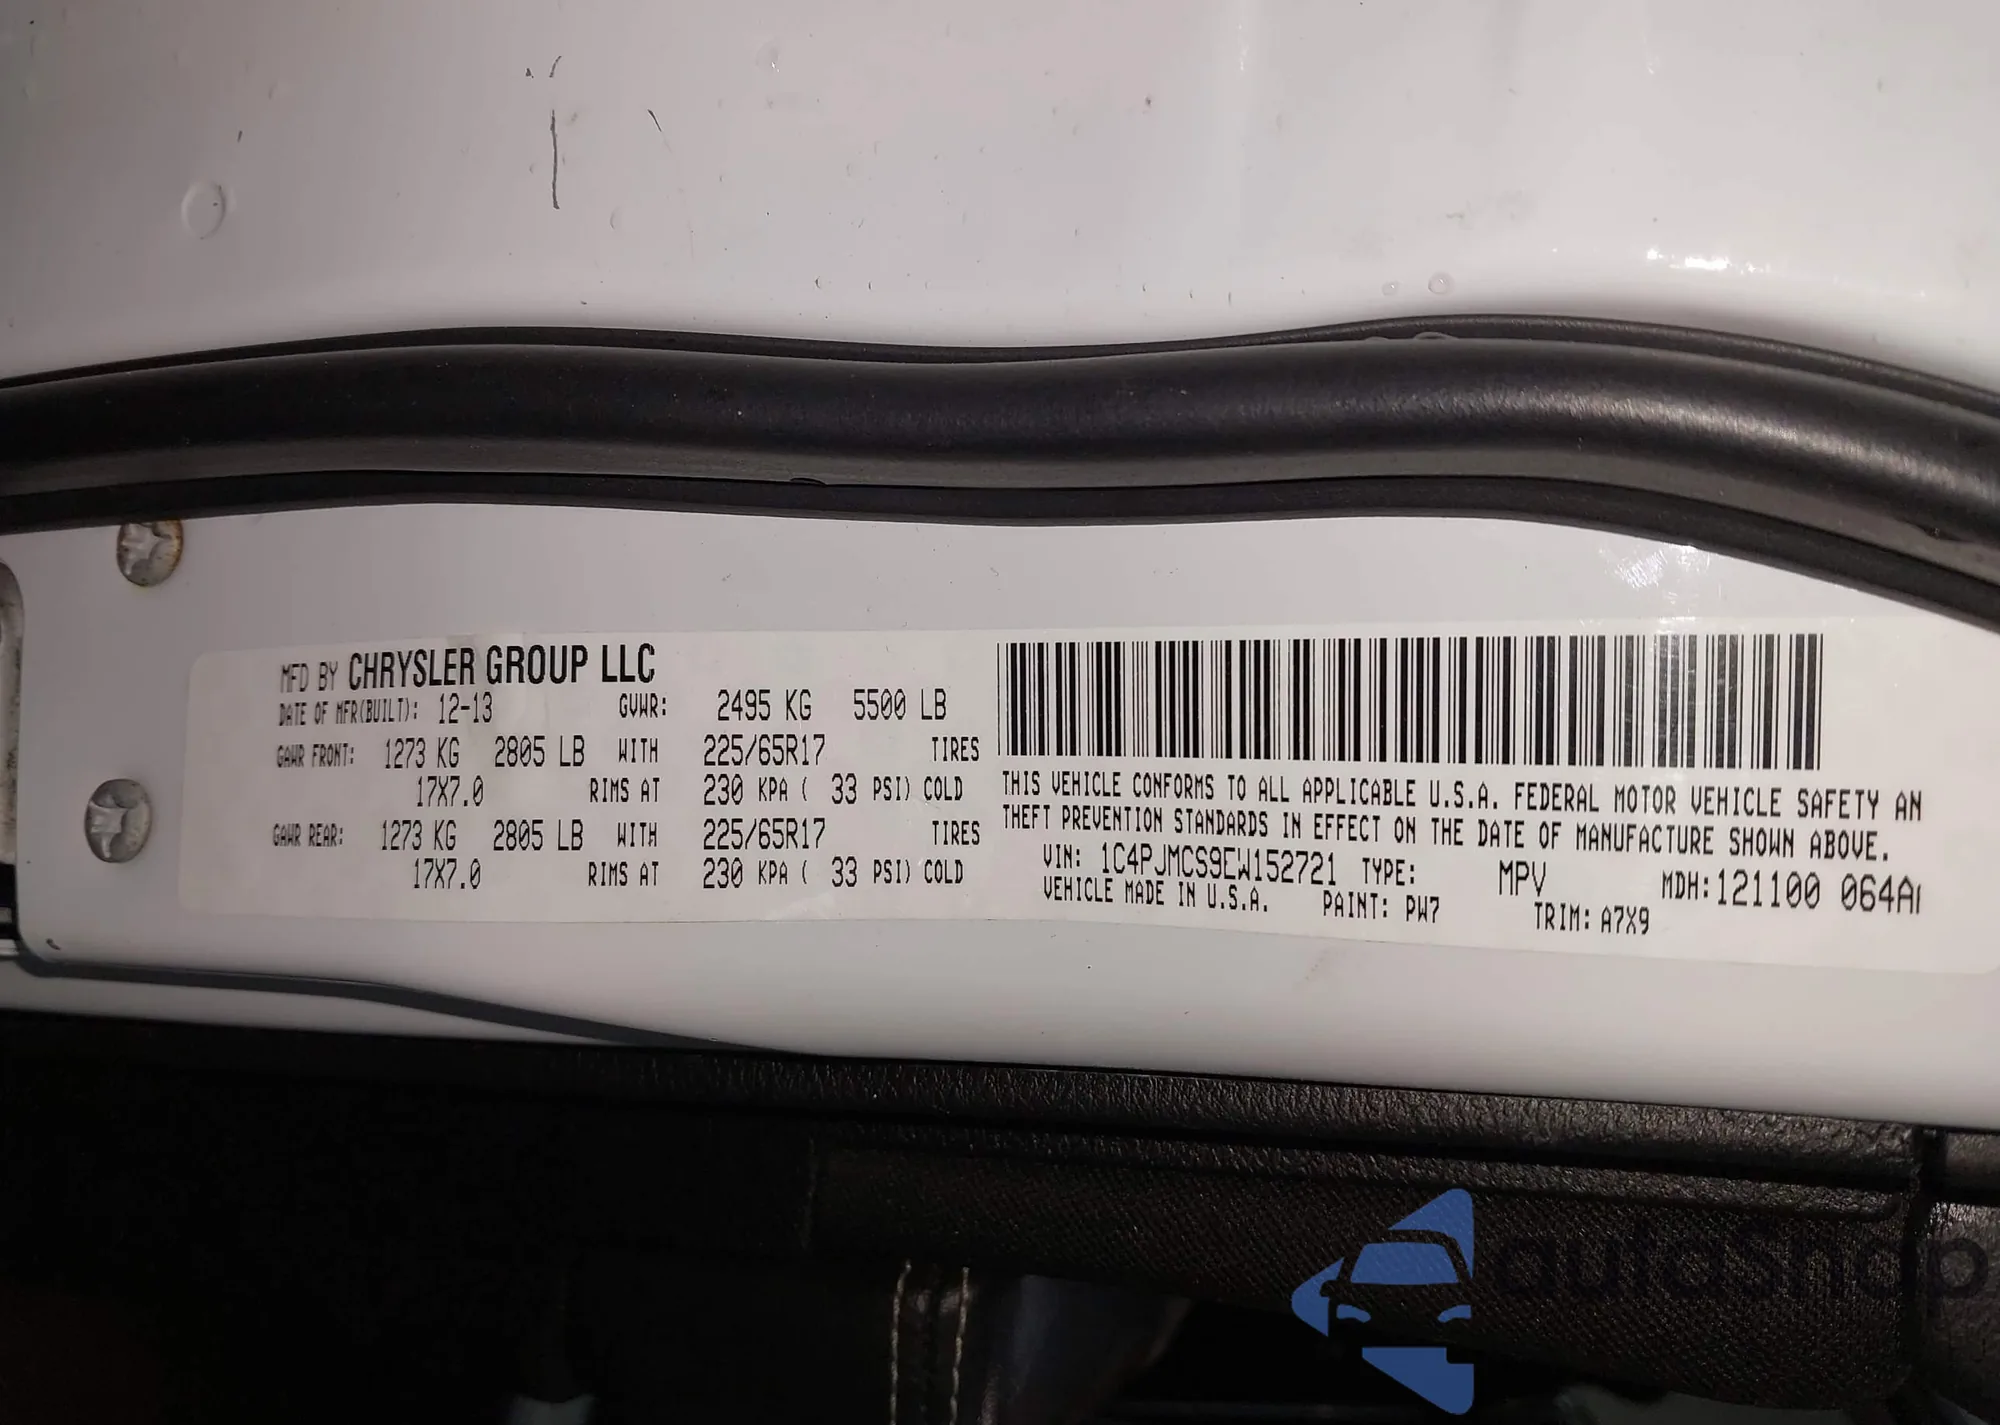 MFD BY CHRYSLER GROUP LLC
DATE OF MFR(BUILT): 12-13 GVWR: 2495 KG 5500 LB
GAWR FRONT: 1273 KG 2805 LB WITH 225/65R17 TIRES
17X7.0 RIMS AT 230 KPA ( 33 PSI) COLD
GAWR REAR: 1273 KG 2805 LB WITH 225/65R17 TIRES
17X7.0 RIMS AT 230 KPA ( 33 PSI) COLD
THIS VEHICLE CONFORMS TO ALL APPLICABLE U.S.A. FEDERAL MOTOR VEHICLE SAFETY AN
THEFT PREVENTION STANDARDS IN EFFECT ON THE DATE OF MANUFACTURE SHOWN ABOVE.
VIN: 1C4PJMCS9EW152721 TYPE: MPV MDH:121100 064A
VEHICLE MADE IN U.S.A. PAINT: PW7 TRIM: A7X9
autoshop